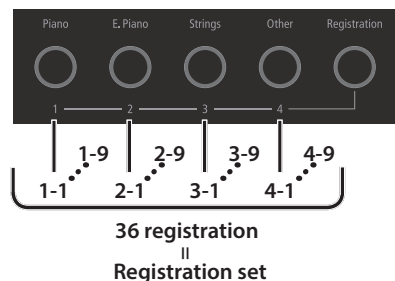 Piano E. Piano Strings Other Registration
1 2 3 4
1-9 2-9 3-9 4-9
1-1 2-1 3-1 4-1
36 registration
=
Registration set